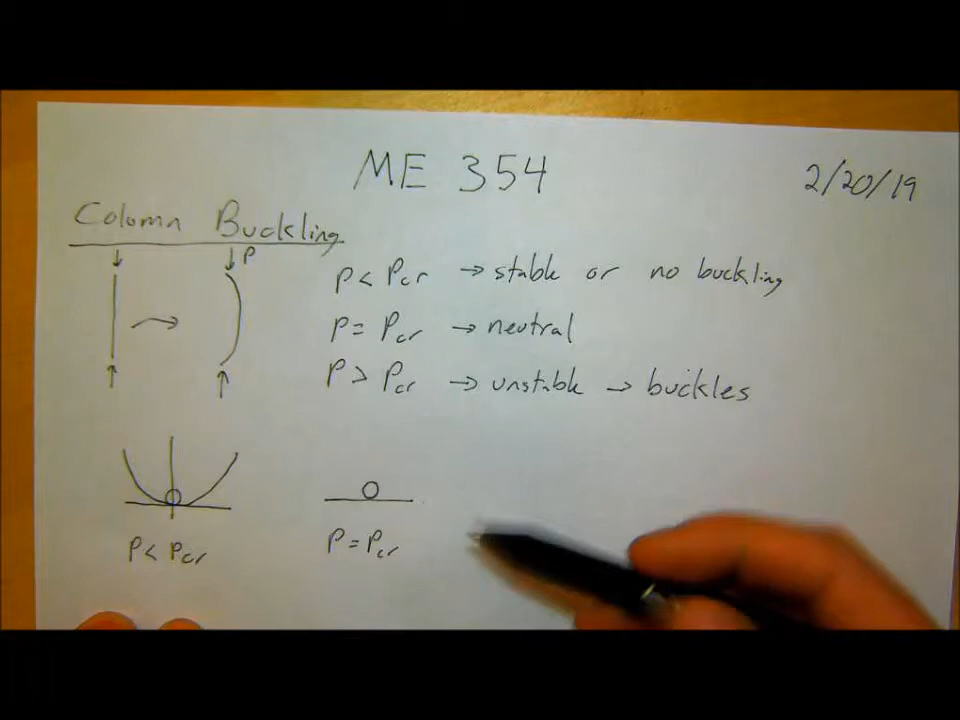 ME 354
2/20/19
Column Buckling
P
P < Pcr → stable or no buckling
P = Pcr → neutral
P > Pcr → unstable → buckles
P < Pcr
P = Pcr